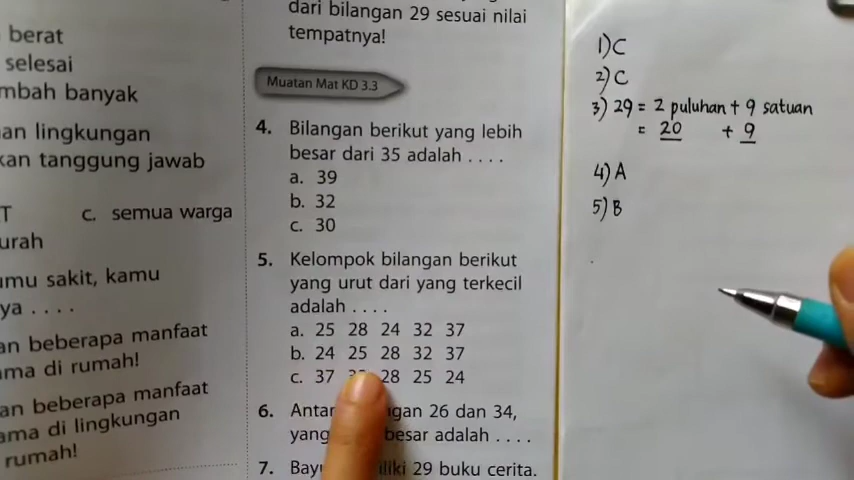 berat
selesai
mbah banyak
an lingkungan
kan tanggung jawab
T c. semua warga
urah
umu sakit, kamu
ya . . . .
an beberapa manfaat
ama di rumah!
an beberapa manfaat
ama di lingkungan
rumah!
dari bilangan 29 sesuai nilai
tempatnya!
Muatan Mat KD 3.3
4. Bilangan berikut yang lebih
besar dari 35 adalah . . . .
a. 39
b. 32
c. 30
5. Kelompok bilangan berikut
yang urut dari yang terkecil
adalah . . . .
a. 25 28 24 32 37
b. 24 25 28 32 37
c. 37 28 25 24
6. Antar ngan 26 dan 34,
yang besar adalah . . . .
7. Bayu iliki 29 buku cerita.
1) C
2) C
3) 29 = 2 puluhan + 9 satuan
= 20 + 9
4) A
5) B